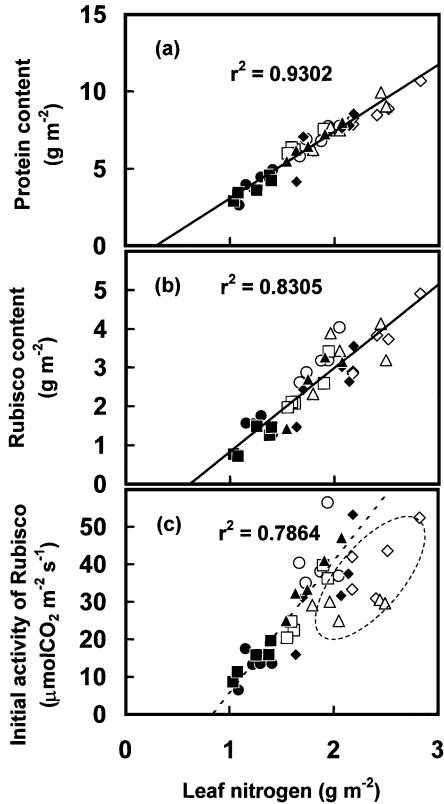 (a)
r² = 0.9302
Protein content
(g m⁻²)
15
10
5
0
(b)
r² = 0.8305
Rubisco content
(g m⁻²)
5
4
3
2
1
0
(c)
r² = 0.7864
Initial activity of Rubisco
(μmolCO₂ m⁻² s⁻¹)
50
40
30
20
10
0
0 1 2 3
Leaf nitrogen (g m⁻²)